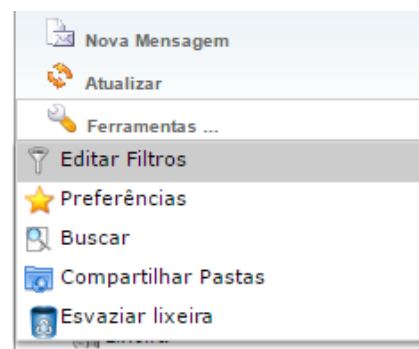 Nova Mensagem
Atualizar
Ferramentas ...
Editar Filtros
Preferências
Buscar
Compartilhar Pastas
Esvaziar lixeira